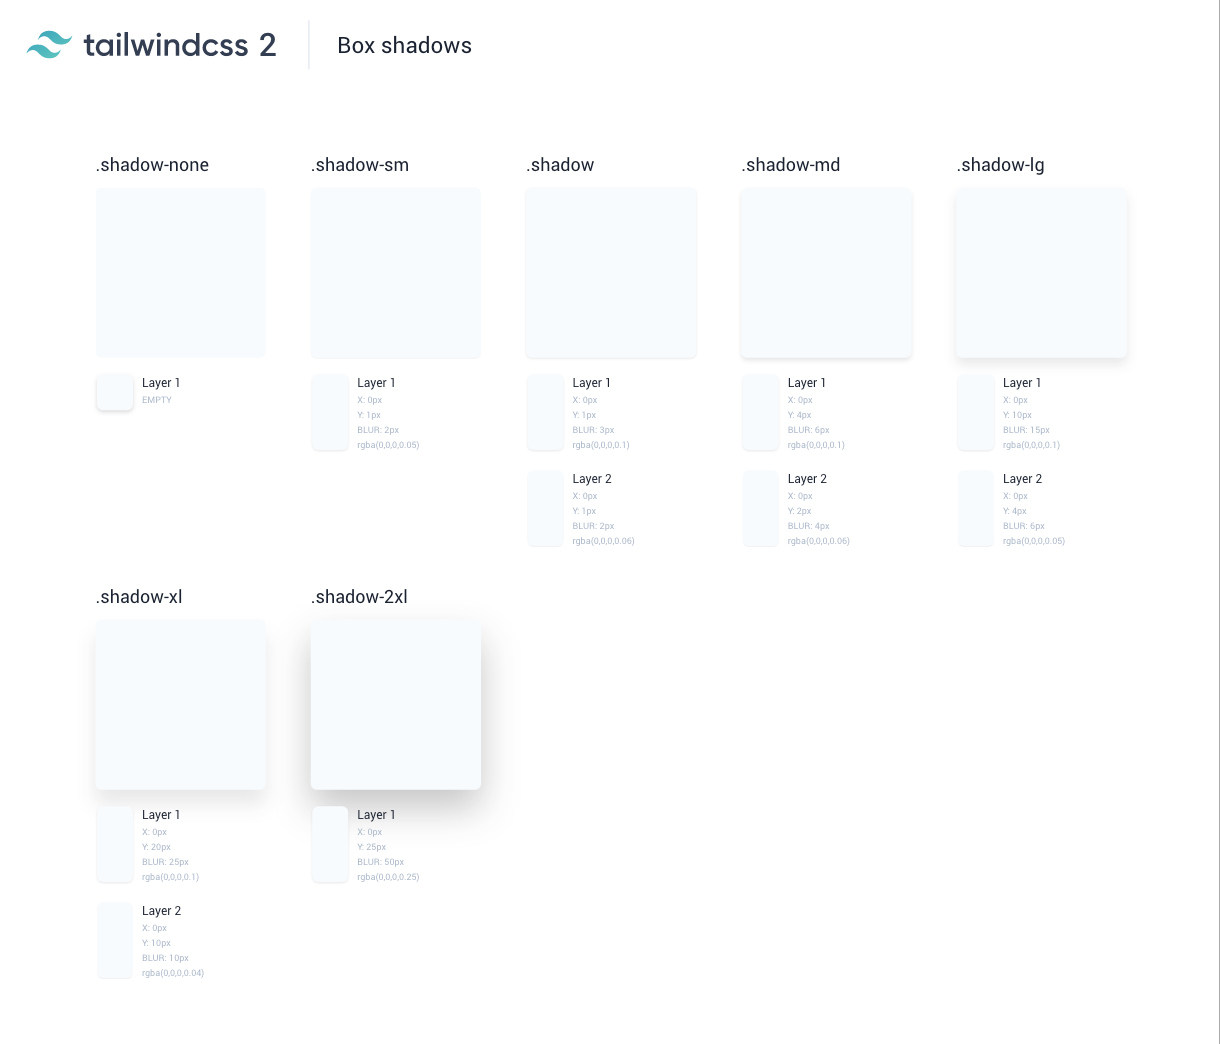 tailwindcss 2
Box shadows
.shadow-none
Layer 1
EMPTY
.shadow-sm
Layer 1
X: 0px
Y: 1px
BLUR: 2px
rgba(0,0,0,0.05)
.shadow
Layer 1
X: 0px
Y: 1px
BLUR: 3px
rgba(0,0,0,0.1)
Layer 2
X: 0px
Y: 1px
BLUR: 2px
rgba(0,0,0,0.06)
.shadow-md
Layer 1
X: 0px
Y: 4px
BLUR: 6px
rgba(0,0,0,0.1)
Layer 2
X: 0px
Y: 2px
BLUR: 4px
rgba(0,0,0,0.06)
.shadow-lg
Layer 1
X: 0px
Y: 10px
BLUR: 15px
rgba(0,0,0,0.1)
Layer 2
X: 0px
Y: 4px
BLUR: 6px
rgba(0,0,0,0.05)
.shadow-xl
Layer 1
X: 0px
Y: 20px
BLUR: 25px
rgba(0,0,0,0.1)
Layer 2
X: 0px
Y: 10px
BLUR: 10px
rgba(0,0,0,0.04)
.shadow-2xl
Layer 1
X: 0px
Y: 25px
BLUR: 50px
rgba(0,0,0,0.25)